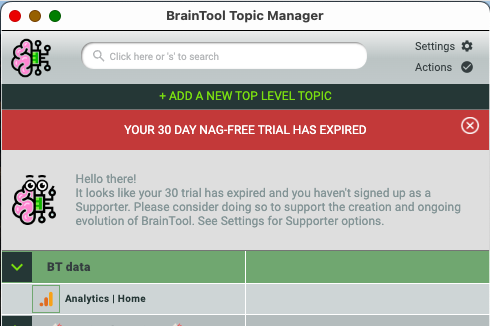 BrainTool Topic Manager
Click here or 's' to search
Settings
Actions
+ ADD A NEW TOP LEVEL TOPIC
YOUR 30 DAY NAG-FREE TRIAL HAS EXPIRED
Hello there!
It looks like your 30 trial has expired and you haven't signed up as a
Supporter. Please consider doing so to support the creation and ongoing
evolution of BrainTool. See Settings for Supporter options.
BT data
Analytics | Home